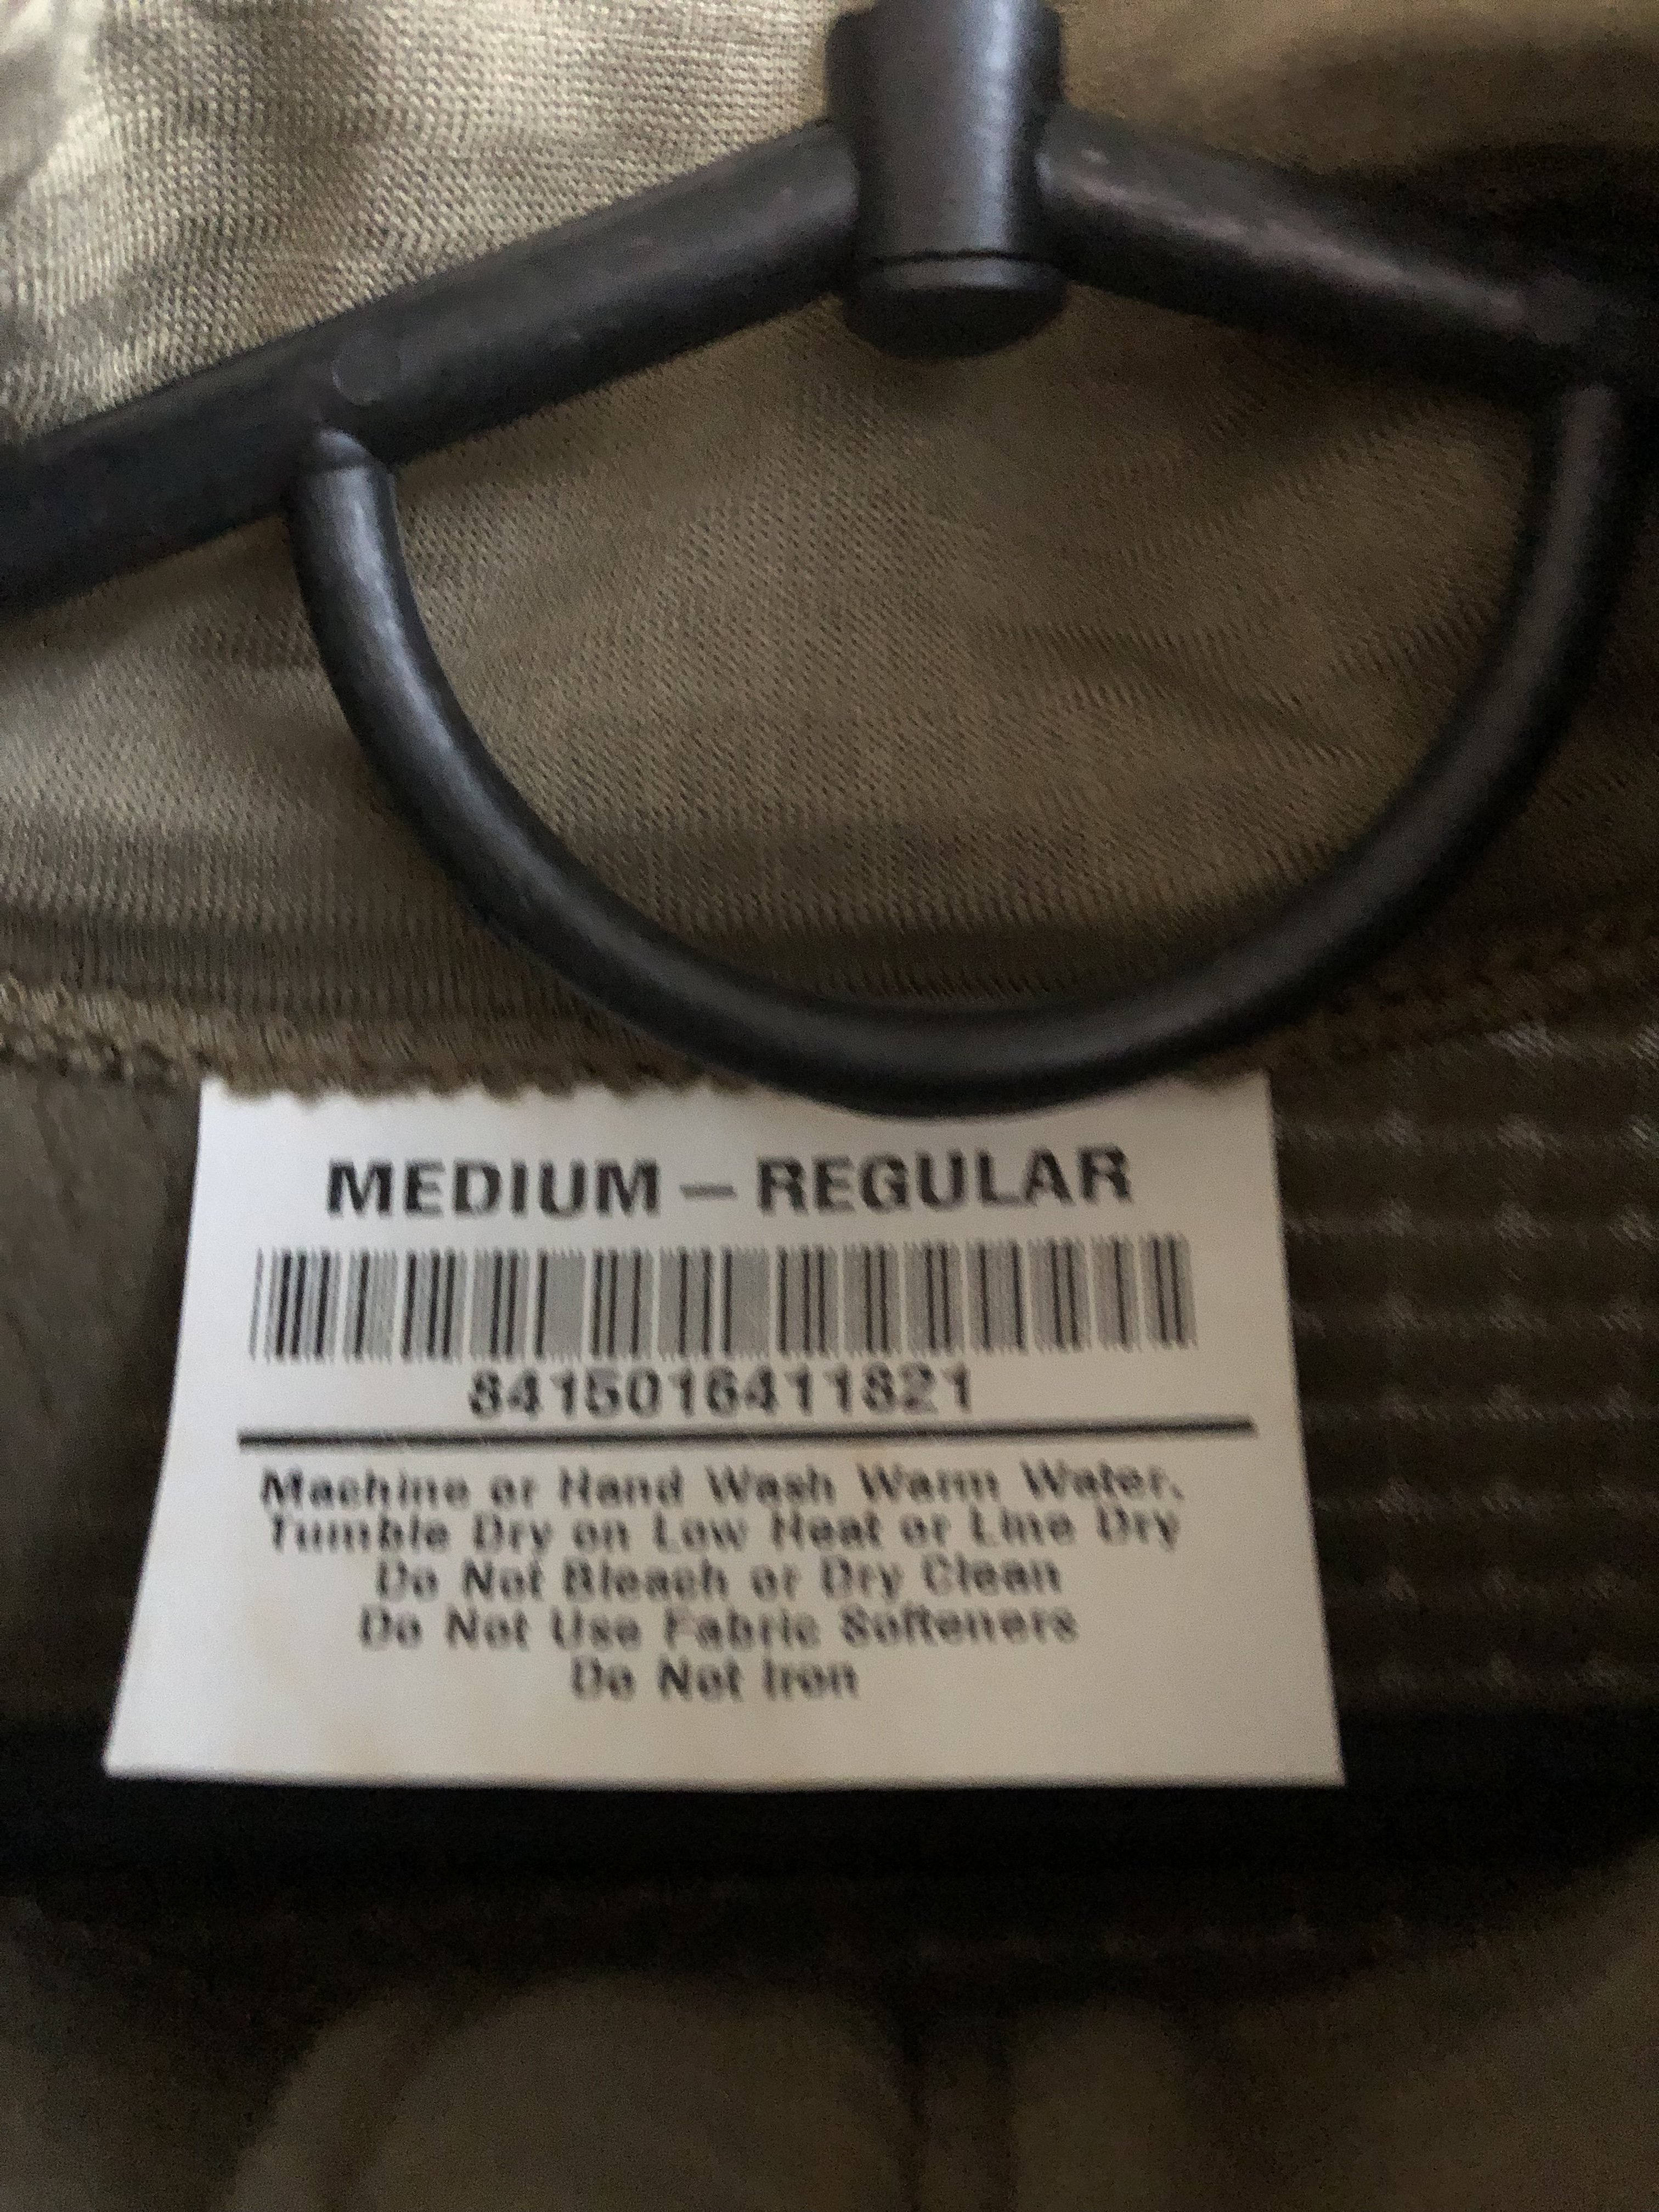 MEDIUM – REGULAR
8415016411821
Machine or Hand Wash Warm Water.
Tumble Dry on Low Heat or Line Dry
Do Not Bleach or Dry Clean
Do Not Use Fabric Softeners
Do Not Iron